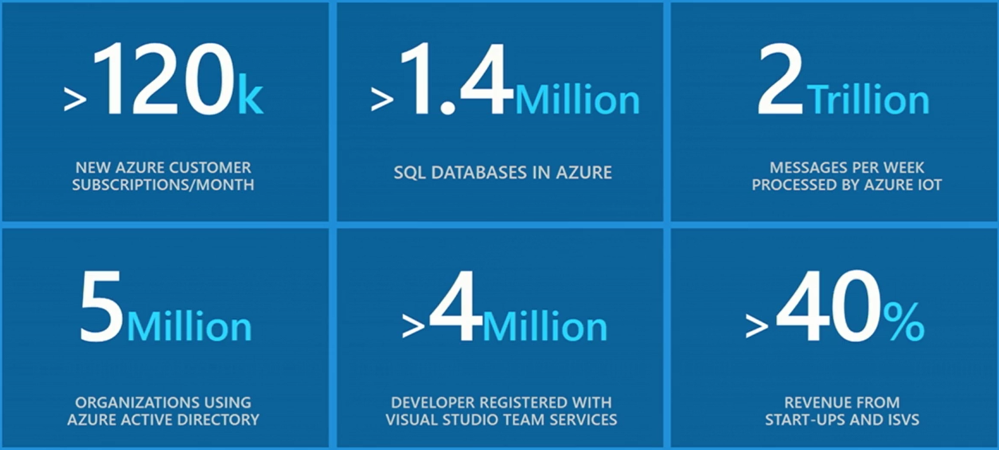 >120k
NEW AZURE CUSTOMER
SUBSCRIPTIONS/MONTH
>1.4Million
SQL DATABASES IN AZURE
2Trillion
MESSAGES PER WEEK
PROCESSED BY AZURE IOT
5Million
ORGANIZATIONS USING
AZURE ACTIVE DIRECTORY
>4Million
DEVELOPER REGISTERED WITH
VISUAL STUDIO TEAM SERVICES
>40%
REVENUE FROM
START-UPS AND ISVS